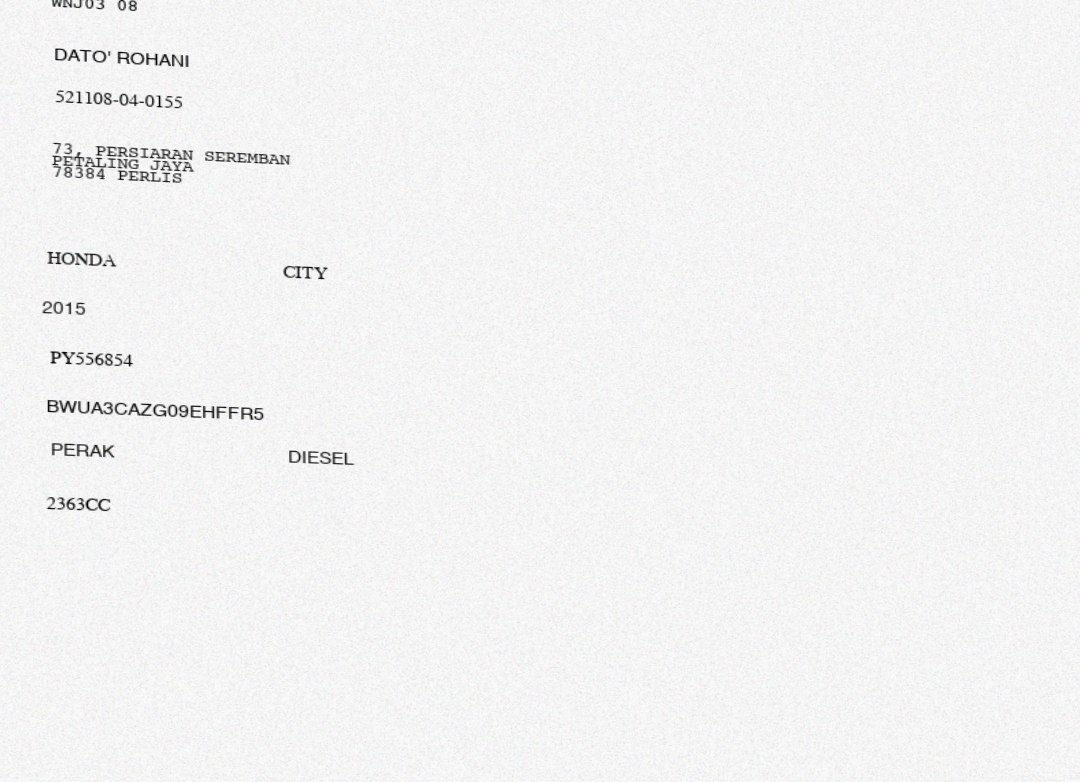 WNJ03 08
DATO' ROHANI
521108-04-0155
73, PERSIARAN SEREMBAN
PETALING JAYA
78384 PERLIS
HONDA CITY
2015
PY556854
BWUA3CAZG09EHFFR5
PERAK DIESEL
2363CC